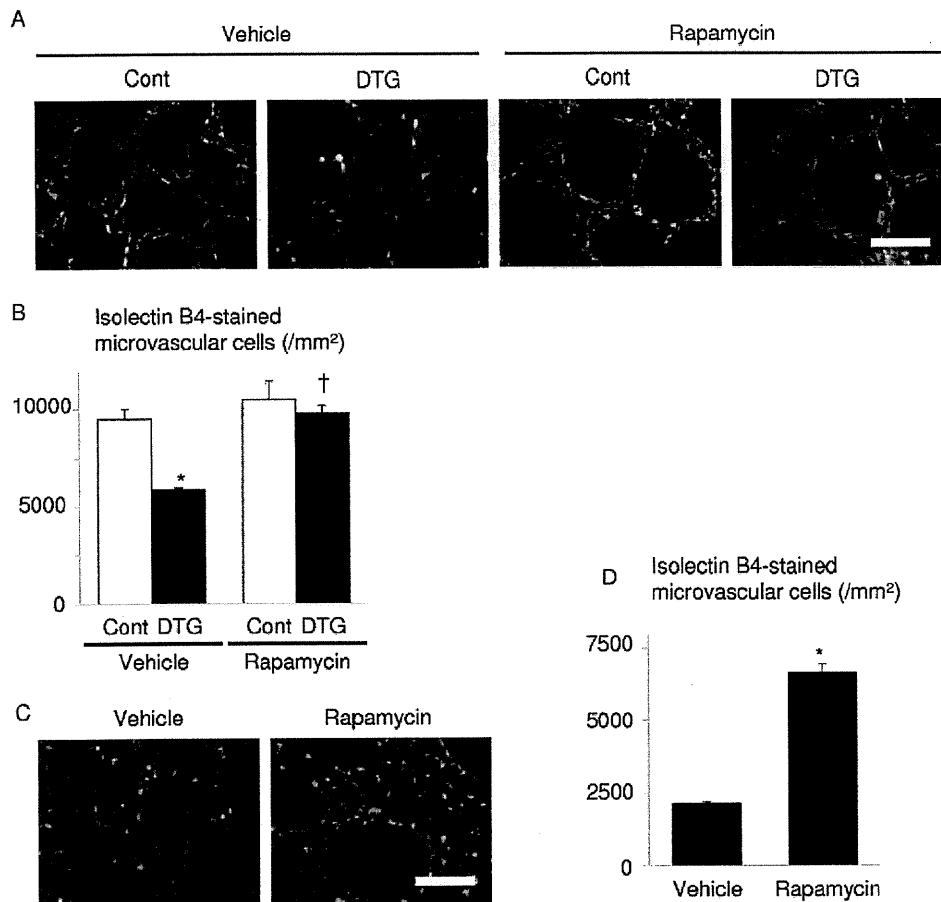 A
Vehicle Rapamycin
Cont DTG Cont DTG
B
Isolectin B4-stained
microvascular cells (/mm²)
10000
5000
0
*
†
Cont DTG Cont DTG
Vehicle Rapamycin
C
Vehicle Rapamycin
D
Isolectin B4-stained
microvascular cells (/mm²)
7500
5000
2500
0
*
Vehicle Rapamycin